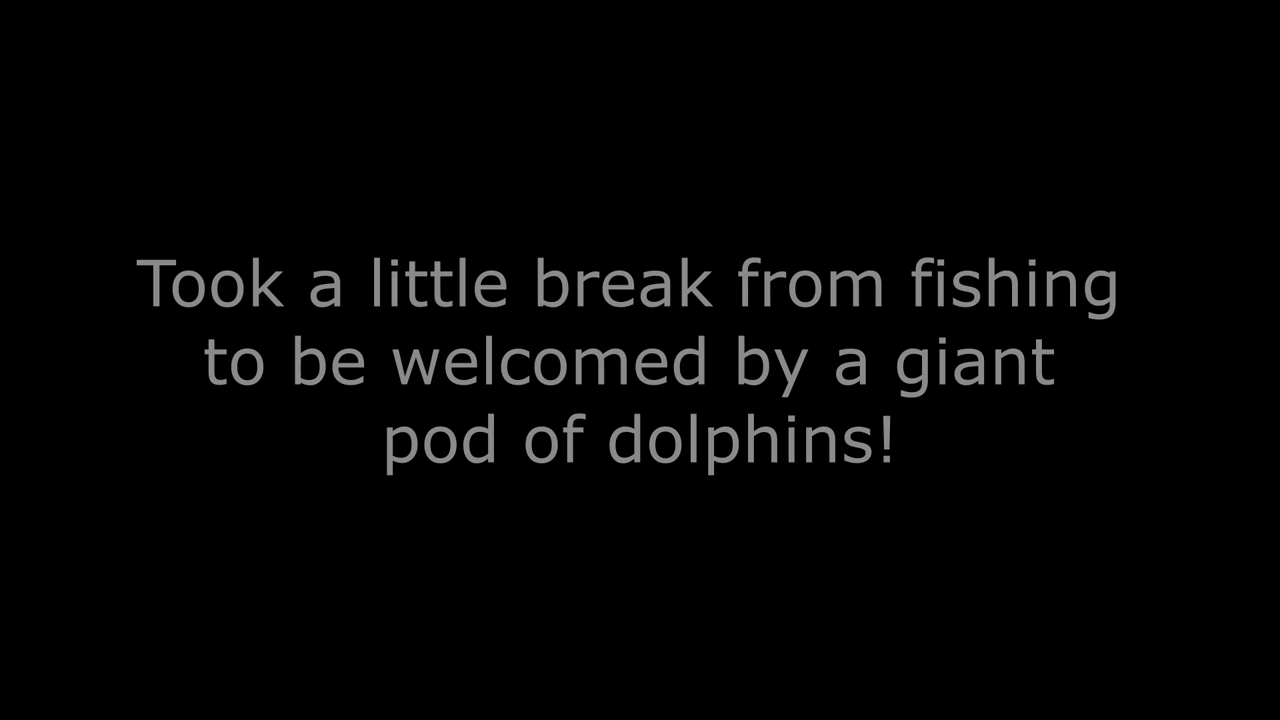 Took a little break from fishing
to be welcomed by a giant
pod of dolphins!